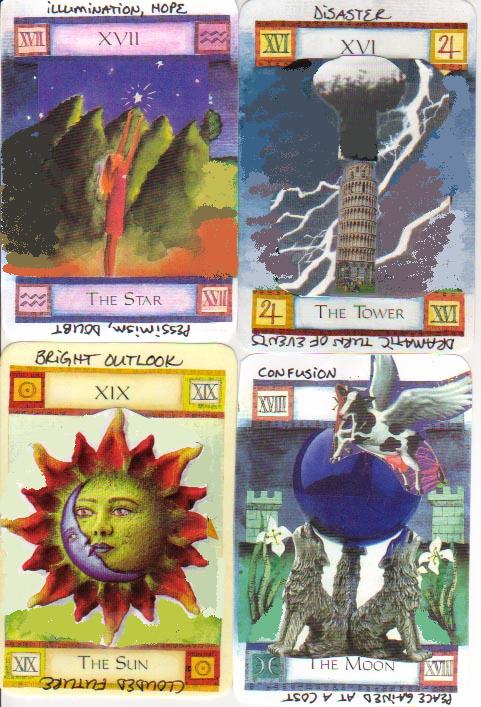 ILLUMINATION, HOPE
XVII XVII
THE STAR XVII
PESSIMISM, DOUBT
DISASTER
XVI XVI
THE TOWER XVI
DRAMATIC TURN OF EVENTS
BRIGHT OUTLOOK
XIX XIX
XIX THE SUN
CLOUDED FUTURE
CONFUSION
XVIII
THE MOON XVIII
PEACE GAINED AT A COST